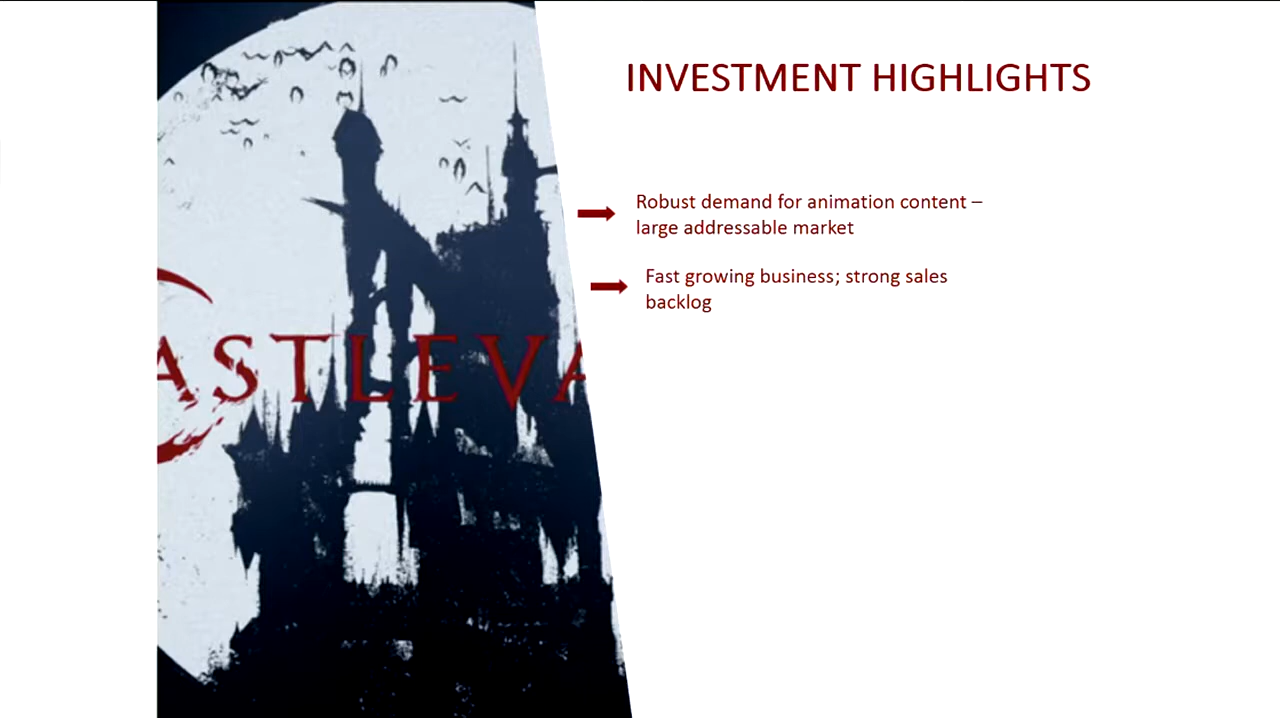 INVESTMENT HIGHLIGHTS
Robust demand for animation content –
large addressable market
Fast growing business; strong sales
backlog
ASTLEVA